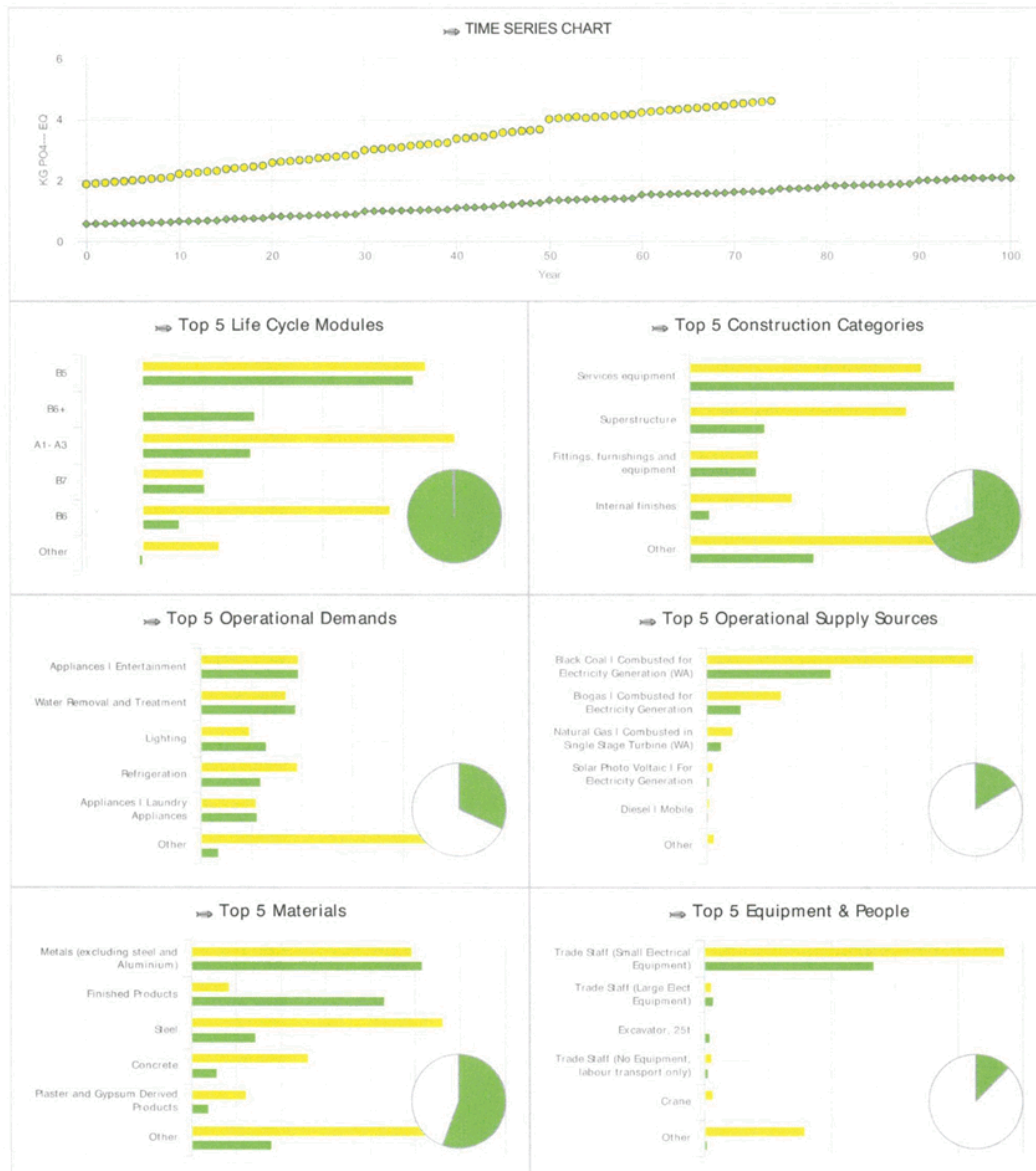 TIME SERIES CHART
6
4
2
0
KG PO4--- EQ
0 10 20 30 40 50 60 70 80 90 100
Year
Top 5 Life Cycle Modules
B5
B6+
A1- A3
B7
B6
Other
Top 5 Construction Categories
Services equipment
Superstructure
Fittings, furnishings and
equipment
Internal finishes
Other
Top 5 Operational Demands
Appliances | Entertainment
Water Removal and Treatment
Lighting
Refrigeration
Appliances | Laundry
Appliances
Other
Top 5 Operational Supply Sources
Black Coal | Combusted for
Electricity Generation (WA)
Biogas | Combusted for
Electricity Generation
Natural Gas | Combusted in
Single Stage Turbine (WA)
Solar Photo Voltaic | For
Electricity Generation
Diesel | Mobile
Other
Top 5 Materials
Metals (excluding steel and
Aluminium)
Finished Products
Steel
Concrete
Plaster and Gypsum Derived
Products
Other
Top 5 Equipment & People
Trade Staff (Small Electrical
Equipment)
Trade Staff (Large Elect
Equipment)
Excavator, 25t
Trade Staff (No Equipment,
labour transport only)
Crane
Other